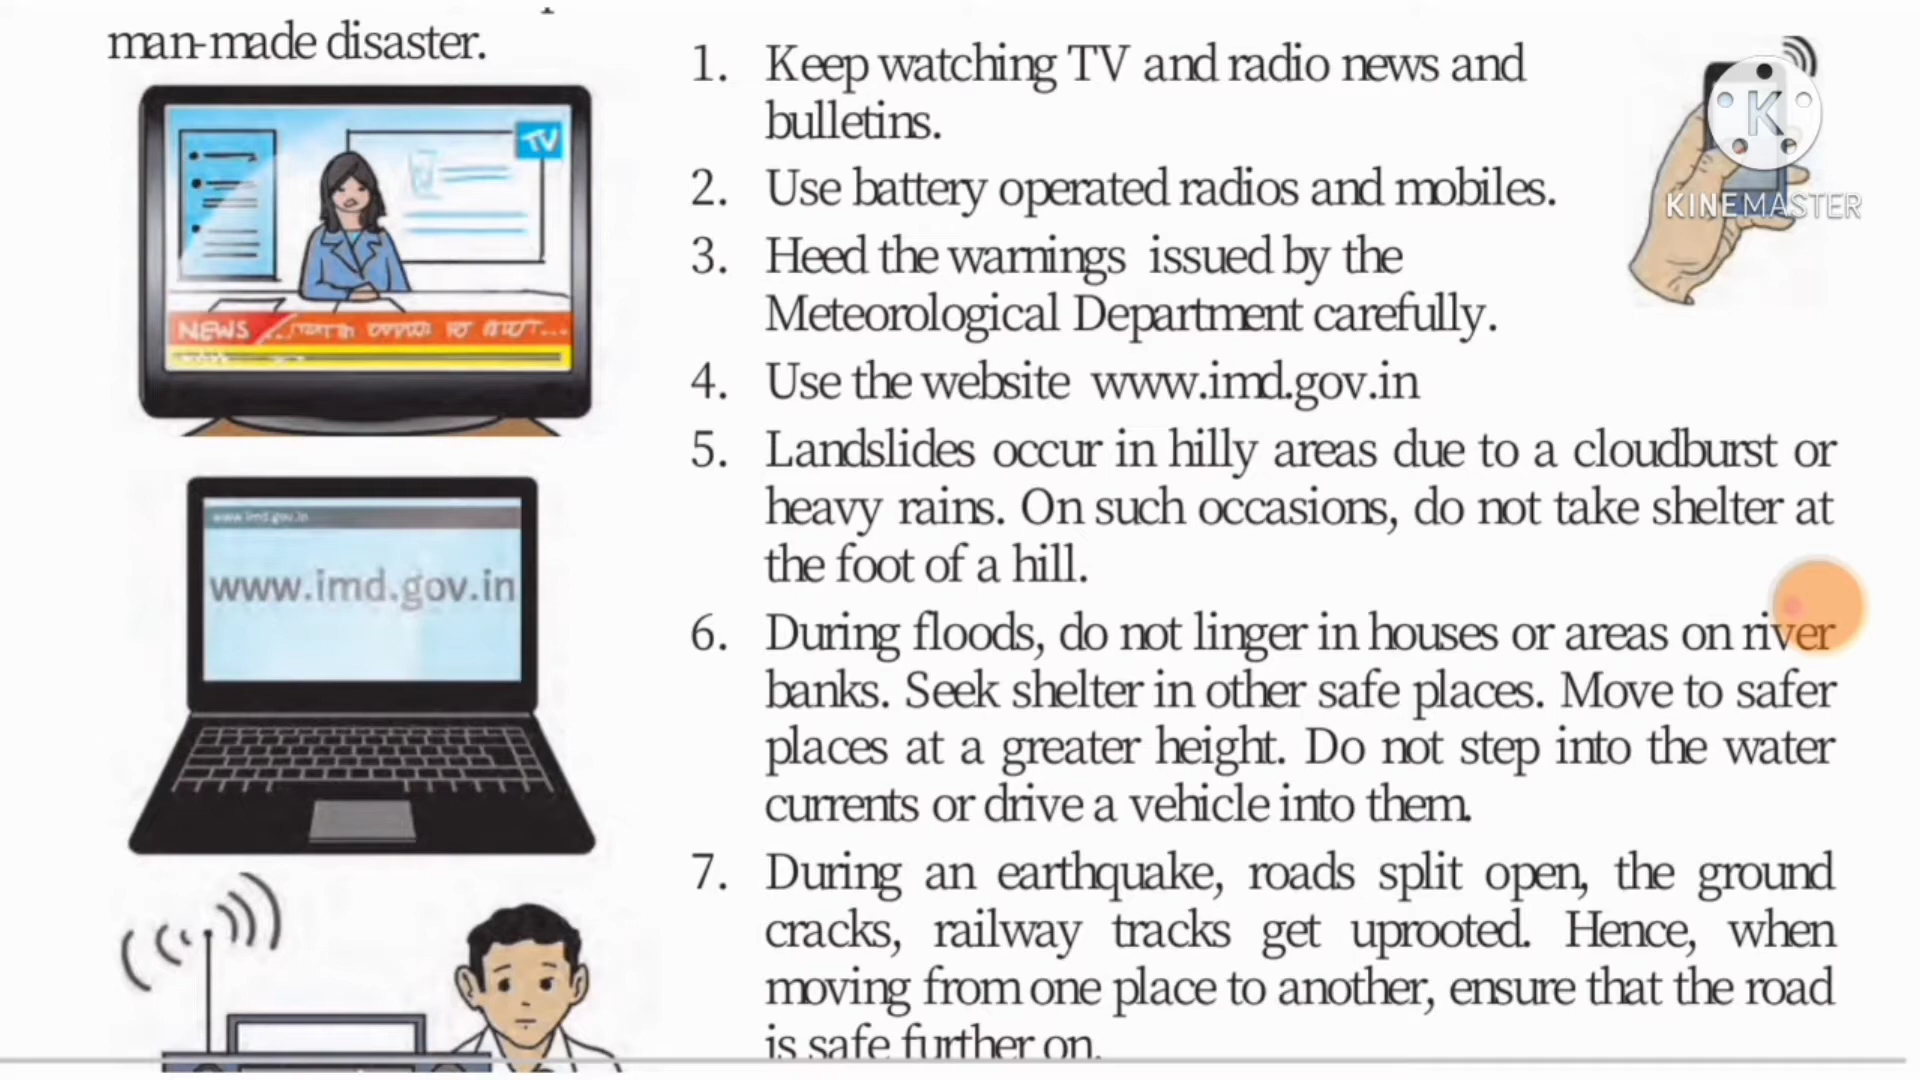 man-made disaster.
TV
NEWS
www.imd.gov.in
www.imd.gov.in
1. Keep watching TV and radio news and
bulletins.
2. Use battery operated radios and mobiles.
3. Heed the warnings issued by the
Meteorological Department carefully.
4. Use the website www.imd.gov.in
5. Landslides occur in hilly areas due to a cloudburst or
heavy rains. On such occasions, do not take shelter at
the foot of a hill.
6. During floods, do not linger in houses or areas on river
banks. Seek shelter in other safe places. Move to safer
places at a greater height. Do not step into the water
currents or drive a vehicle into them.
7. During an earthquake, roads split open, the ground
cracks, railway tracks get uprooted. Hence, when
moving from one place to another, ensure that the road
is safe further on.
K
KINEMASTER